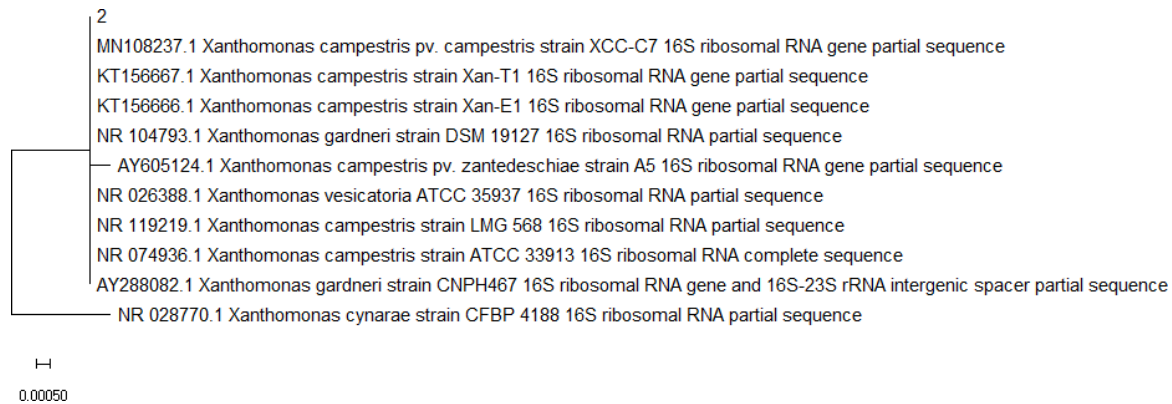 2
MN108237.1 Xanthomonas campestris pv. campestris strain XCC-C7 16S ribosomal RNA gene partial sequence
KT156667.1 Xanthomonas campestris strain Xan-T1 16S ribosomal RNA gene partial sequence
KT156666.1 Xanthomonas campestris strain Xan-E1 16S ribosomal RNA gene partial sequence
NR 104793.1 Xanthomonas gardneri strain DSM 19127 16S ribosomal RNA partial sequence
AY605124.1 Xanthomonas campestris pv. zantedeschiae strain A5 16S ribosomal RNA gene partial sequence
NR 026388.1 Xanthomonas vesicatoria ATCC 35937 16S ribosomal RNA partial sequence
NR 119219.1 Xanthomonas campestris strain LMG 568 16S ribosomal RNA partial sequence
NR 074936.1 Xanthomonas campestris strain ATCC 33913 16S ribosomal RNA complete sequence
AY288082.1 Xanthomonas gardneri strain CNPH467 16S ribosomal RNA gene and 16S-23S rRNA intergenic spacer partial sequence
NR 028770.1 Xanthomonas cynarae strain CFBP 4188 16S ribosomal RNA partial sequence
0.00050